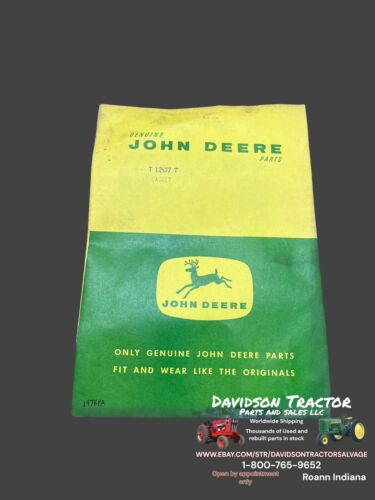 GENUINE
JOHN DEERE
PARTS
T 12577 T
GASKET
JOHN DEERE
ONLY GENUINE JOHN DEERE PARTS
FIT AND WEAR LIKE THE ORIGINALS
DAVIDSON TRACTOR
PARTS AND SALES LLC
Worldwide Shipping
Thousands of Used and
rebuilt parts in stock
WWW.EBAY.COM/STR/DAVIDSONTRACTORSALVAGE
1-800-765-9652
Open by appointment
only
Roann Indiana